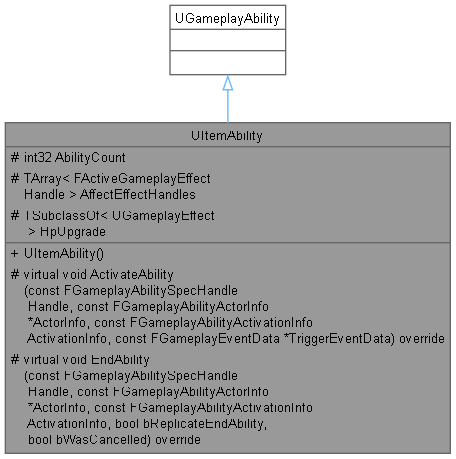 UGameplayAbility
UItemAbility
# int32 AbilityCount
# TArray< FActiveGameplayEffect
Handle > AffectEffectHandles
# TSubclassOf< UGameplayEffect
> HpUpgrade
+ UItemAbility()
# virtual void ActivateAbility
(const FGameplayAbilitySpecHandle
Handle, const FGameplayAbilityActorInfo
*ActorInfo, const FGameplayAbilityActivationInfo
ActivationInfo, const FGameplayEventData *TriggerEventData) override
# virtual void EndAbility
(const FGameplayAbilitySpecHandle
Handle, const FGameplayAbilityActorInfo
*ActorInfo, const FGameplayAbilityActivationInfo
ActivationInfo, bool bReplicateEndAbility,
bool bWasCancelled) override